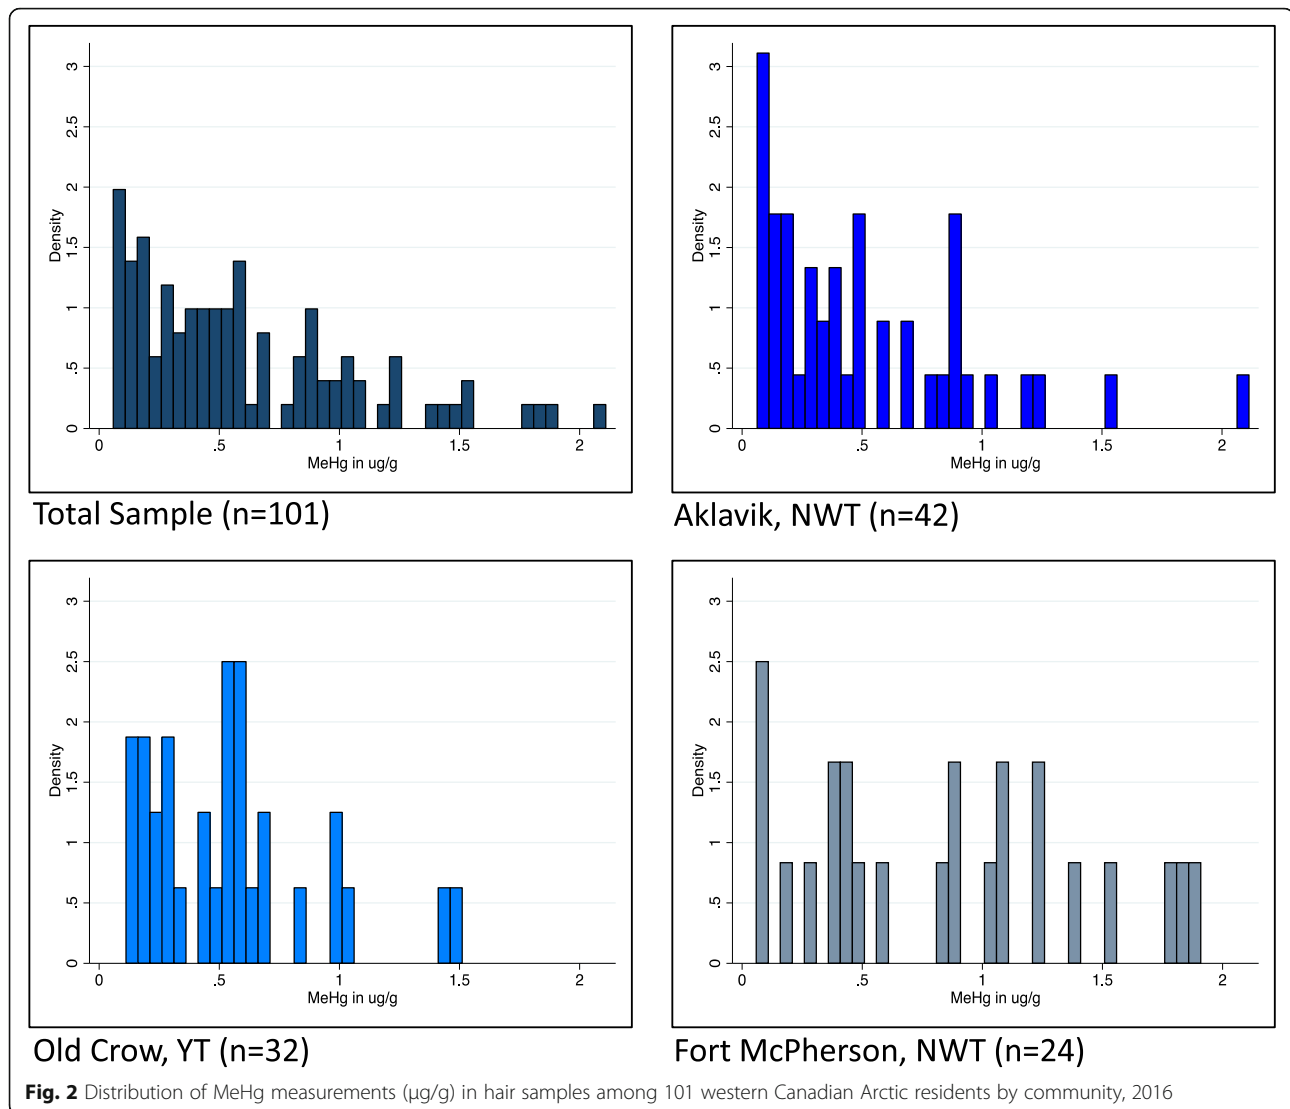 3
2.5
2
1.5
1
.5
0
Density
0 .5 1 1.5 2
MeHg in ug/g
Total Sample (n=101)
3
2.5
2
1.5
1
.5
0
Density
0 .5 1 1.5 2
MeHg in ug/g
Aklavik, NWT (n=42)
3
2.5
2
1.5
1
.5
0
Density
0 .5 1 1.5 2
MeHg in ug/g
Old Crow, YT (n=32)
3
2.5
2
1.5
1
.5
0
Density
0 .5 1 1.5 2
MeHg in ug/g
Fort McPherson, NWT (n=24)
Fig. 2 Distribution of MeHg measurements (μg/g) in hair samples among 101 western Canadian Arctic residents by community, 2016